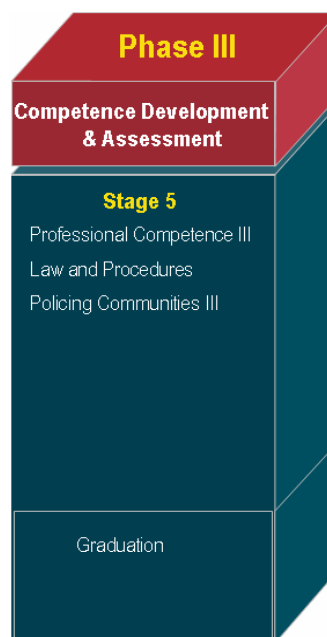 Phase III
Competence Development
& Assessment
Stage 5
Professional Competence III
Law and Procedures
Policing Communities III
Graduation